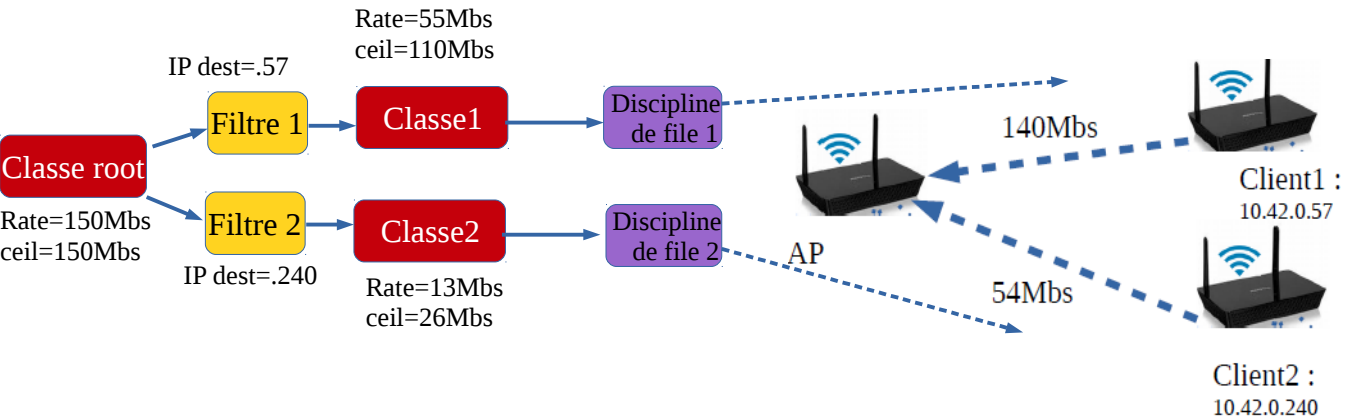 Rate=55Mbs
ceil=110Mbs
IP dest=.57
Filtre 1
Classe1
Discipline
de file 1
Classe root
Rate=150Mbs
ceil=150Mbs
Filtre 2
IP dest=.240
Classe2
Rate=13Mbs
ceil=26Mbs
Discipline
de file 2
AP
140Mbs
54Mbs
Client1 :
10.42.0.57
Client2 :
10.42.0.240